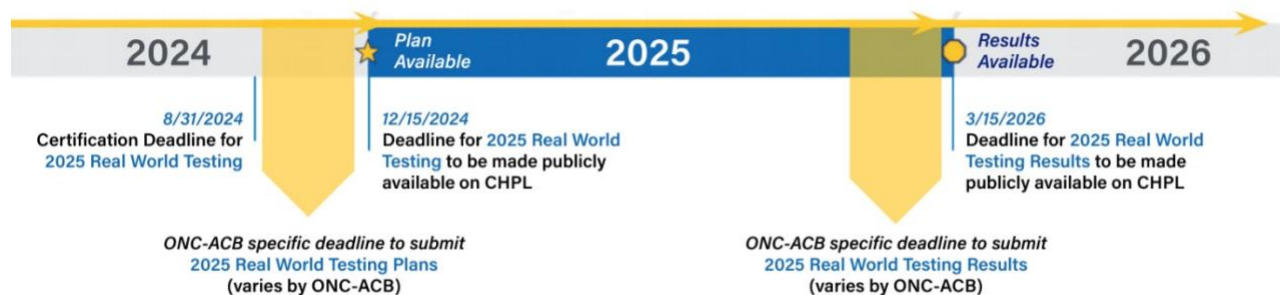 2024
Plan
Available
2025
Results
Available
2026
8/31/2024
Certification Deadline for
2025 Real World Testing
12/15/2024
Deadline for 2025 Real World
Testing to be made publicly
available on CHPL
3/15/2026
Deadline for 2025 Real World
Testing Results to be made
publicly available on CHPL
ONC-ACB specific deadline to submit
2025 Real World Testing Plans
(varies by ONC-ACB)
ONC-ACB specific deadline to submit
2025 Real World Testing Results
(varies by ONC-ACB)